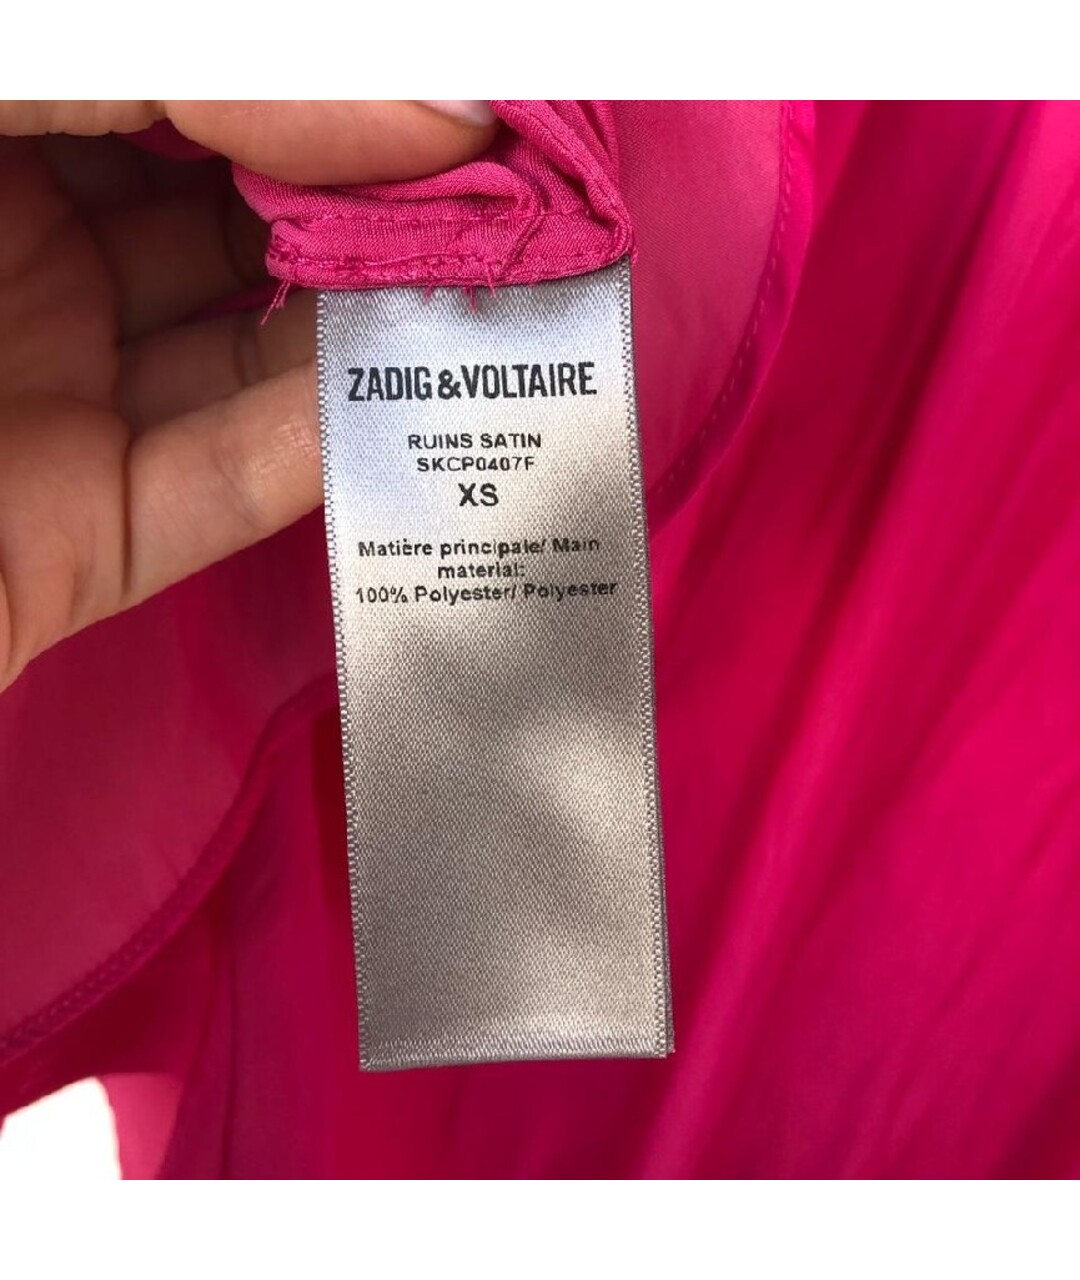 ZADIG&VOLTAIRE
RUINS SATIN
SKCP0407F
XS
Matière principale/ Main
material:
100% Polyester/ Polyester